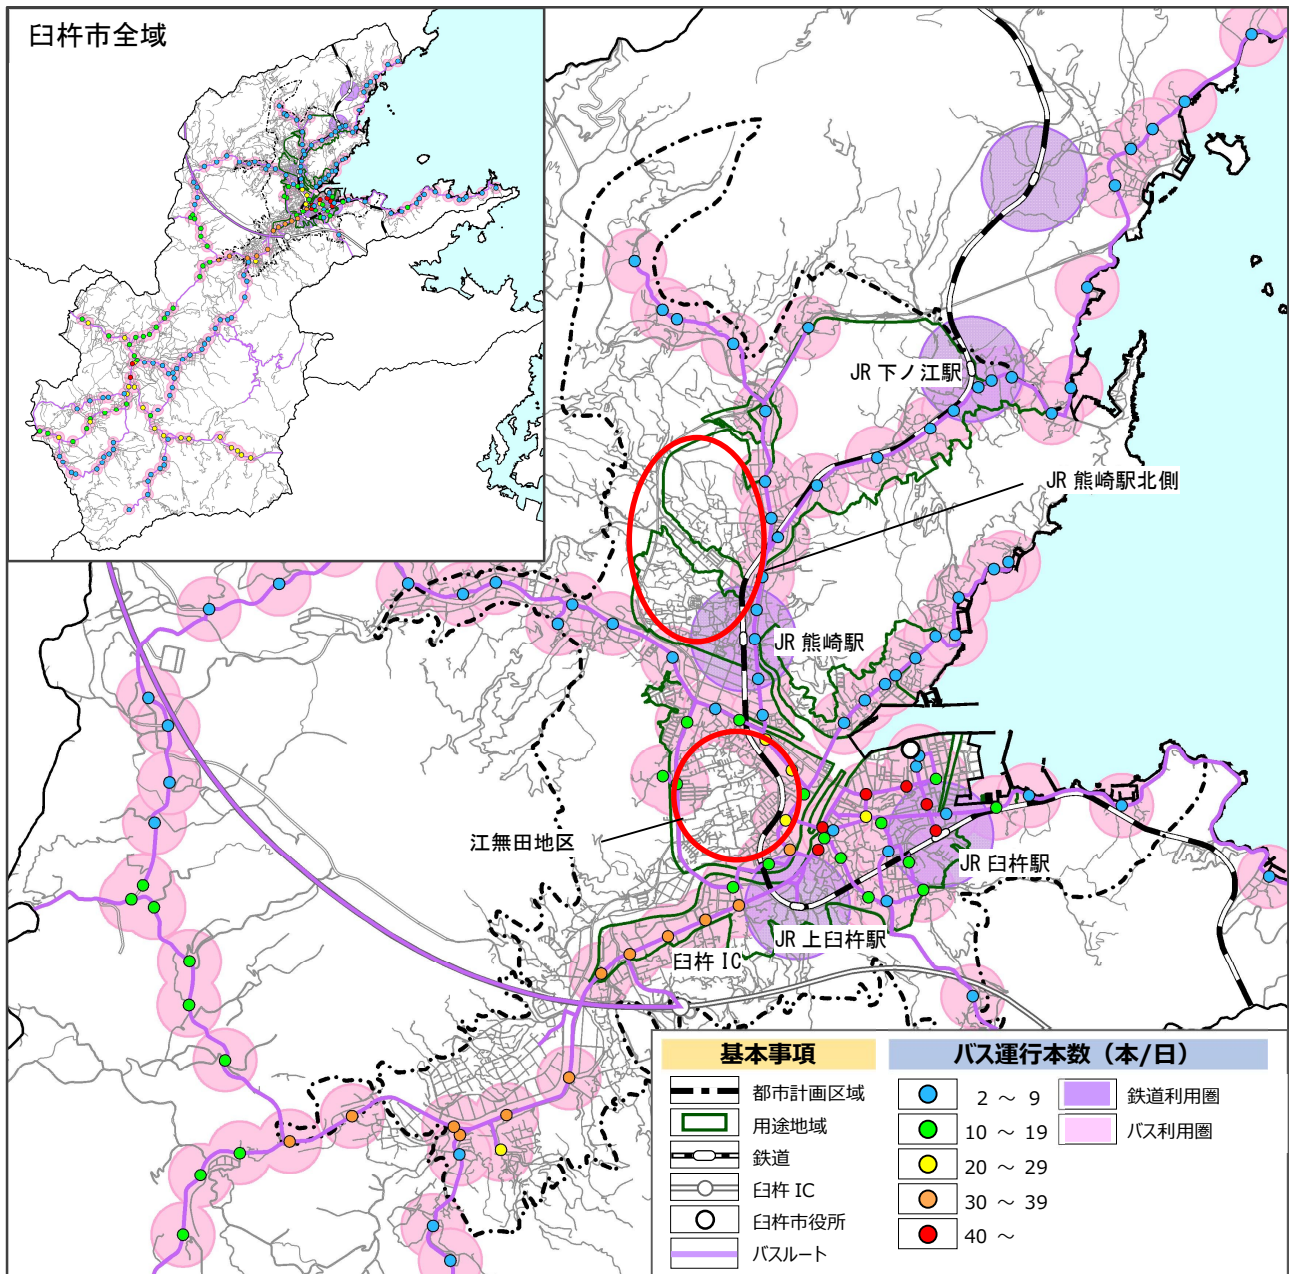 臼杵市全域
JR 下ノ江駅
JR 熊崎駅北側
JR 熊崎駅
江無田地区
JR 臼杵駅
JR 上臼杵駅
臼杵 IC
基本事項
都市計画区域
用途地域
鉄道
臼杵 IC
臼杵市役所
バスルート
バス運行本数（本/日）
2 ～ 9
10 ～ 19
20 ～ 29
30 ～ 39
40 ～
鉄道利用圏
バス利用圏